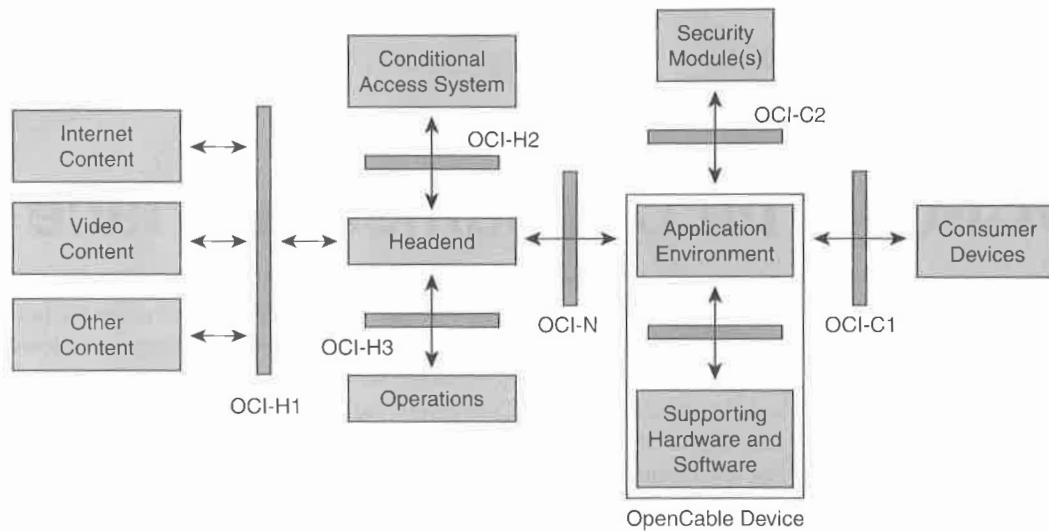 Conditional
Access System
Security
Module(s)
Internet
Content
OCI-H2
OCI-C2
Video
Content
Headend
Application
Environment
Consumer
Devices
Other
Content
OCI-H3
OCI-N
OCI-C1
OCI-H1
Operations
Supporting
Hardware and
Software
OpenCable Device